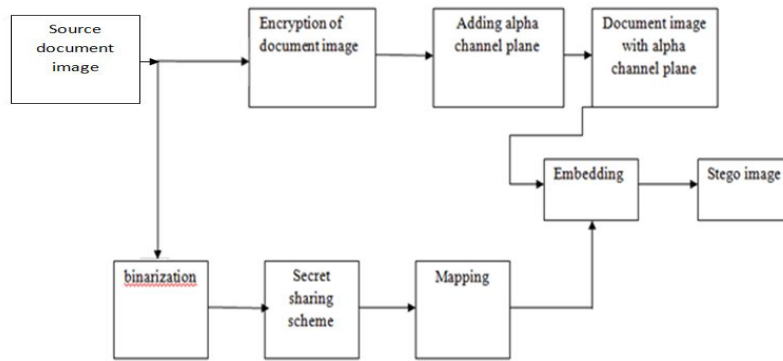 Source
document
image
Encryption of
document image
Adding alpha
channel plane
Document image
with alpha
channel plane
Embedding
Stego image
binarization
Secret
sharing
scheme
Mapping